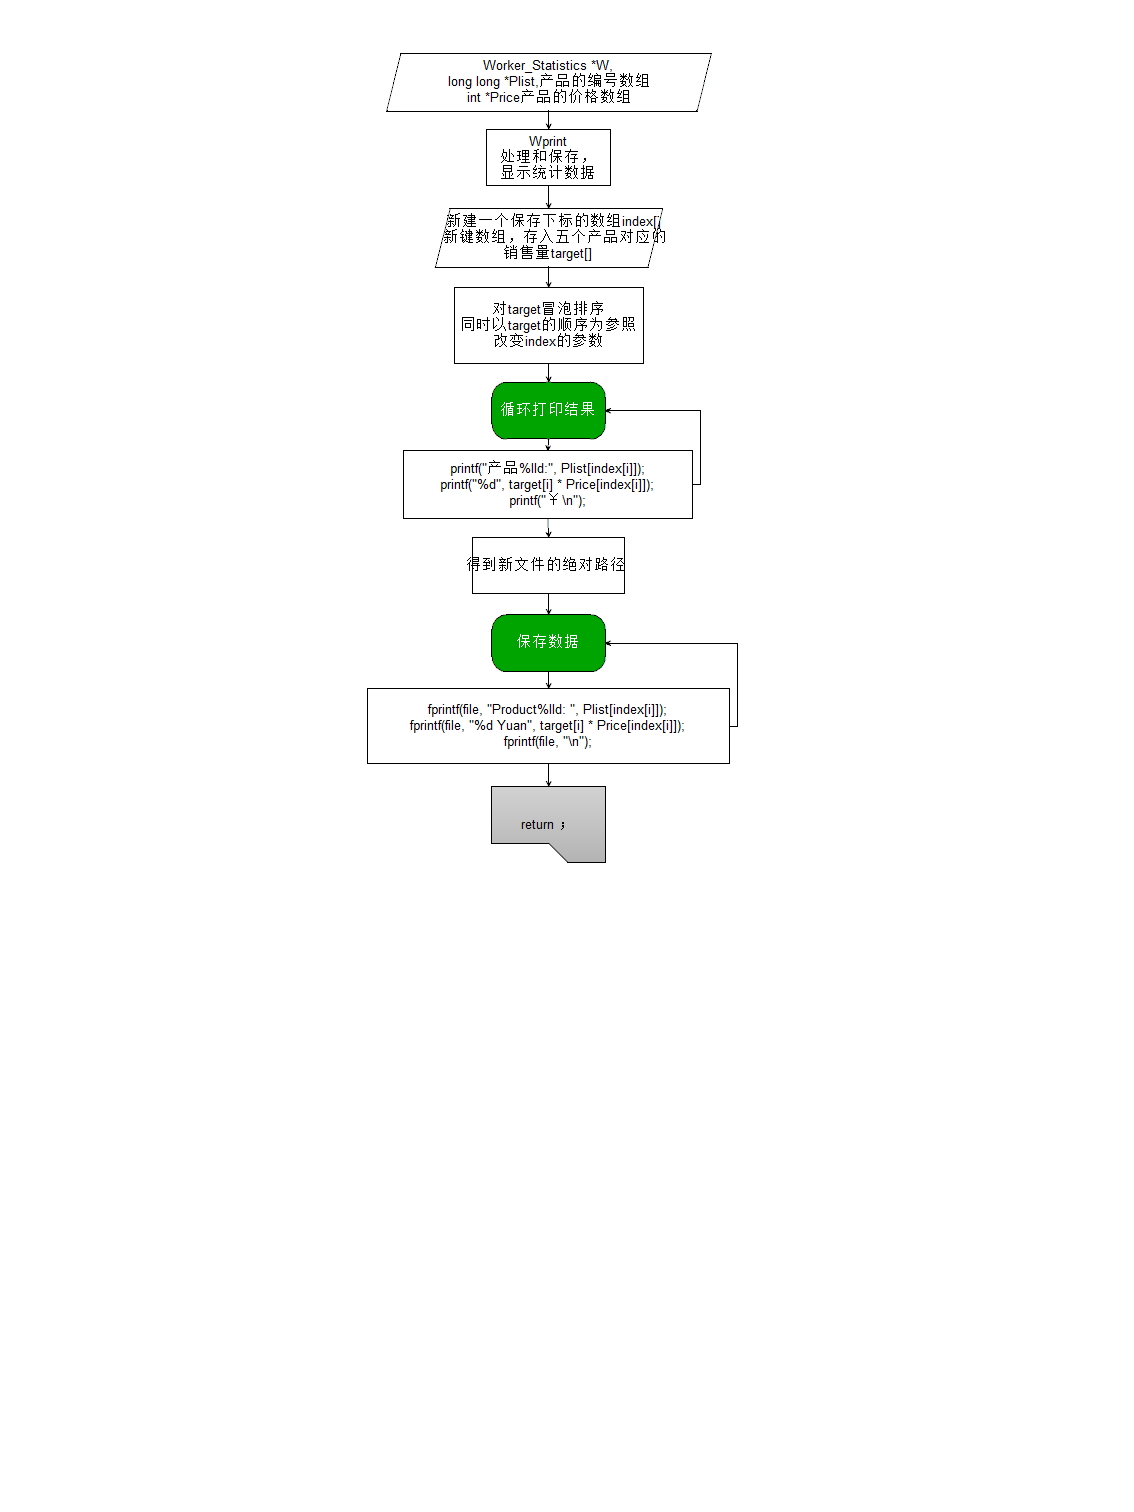 Worker_Statistics *W,
long long *Plist,产品的编号数组
int *Price产品的价格数组
Wprint
处理和保存，
显示统计数据
新建一个保存下标的数组index[]
新键数组，存入五个产品对应的
销售量target[]
对target冒泡排序
同时以target的顺序为参照
改变index的参数
循环打印结果
printf("产品%lld:", Plist[index[i]]);
printf("%d", target[i] * Price[index[i]]);
printf("￥\n");
得到新文件的绝对路径
保存数据
fprintf(file, "Product%lld: ", Plist[index[i]]);
fprintf(file, "%d Yuan", target[i] * Price[index[i]]);
fprintf(file, "\n");
return ；